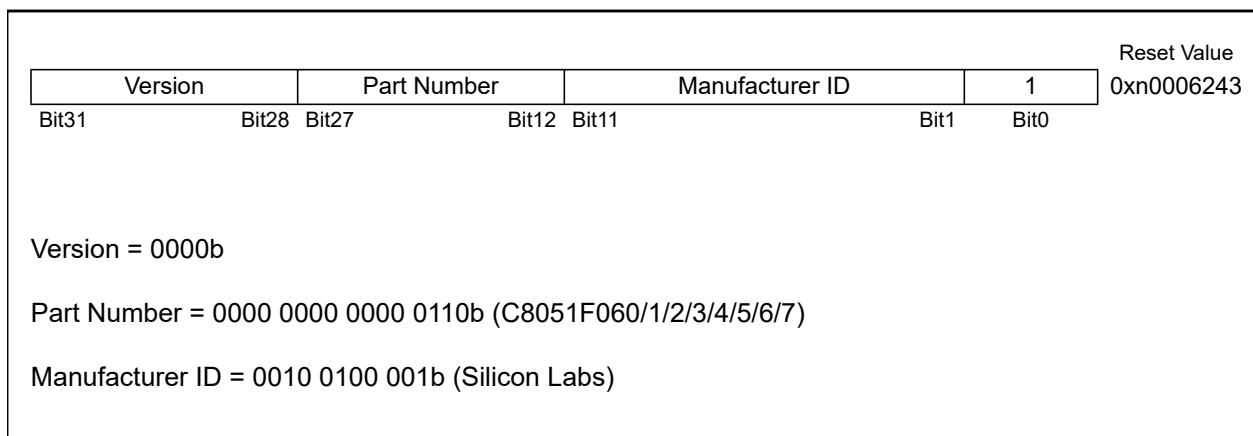 Reset Value
Version Part Number Manufacturer ID 1 0xn0006243
Bit31 Bit28 Bit27 Bit12 Bit11 Bit1 Bit0
Version = 0000b
Part Number = 0000 0000 0000 0110b (C8051F060/1/2/3/4/5/6/7)
Manufacturer ID = 0010 0100 001b (Silicon Labs)